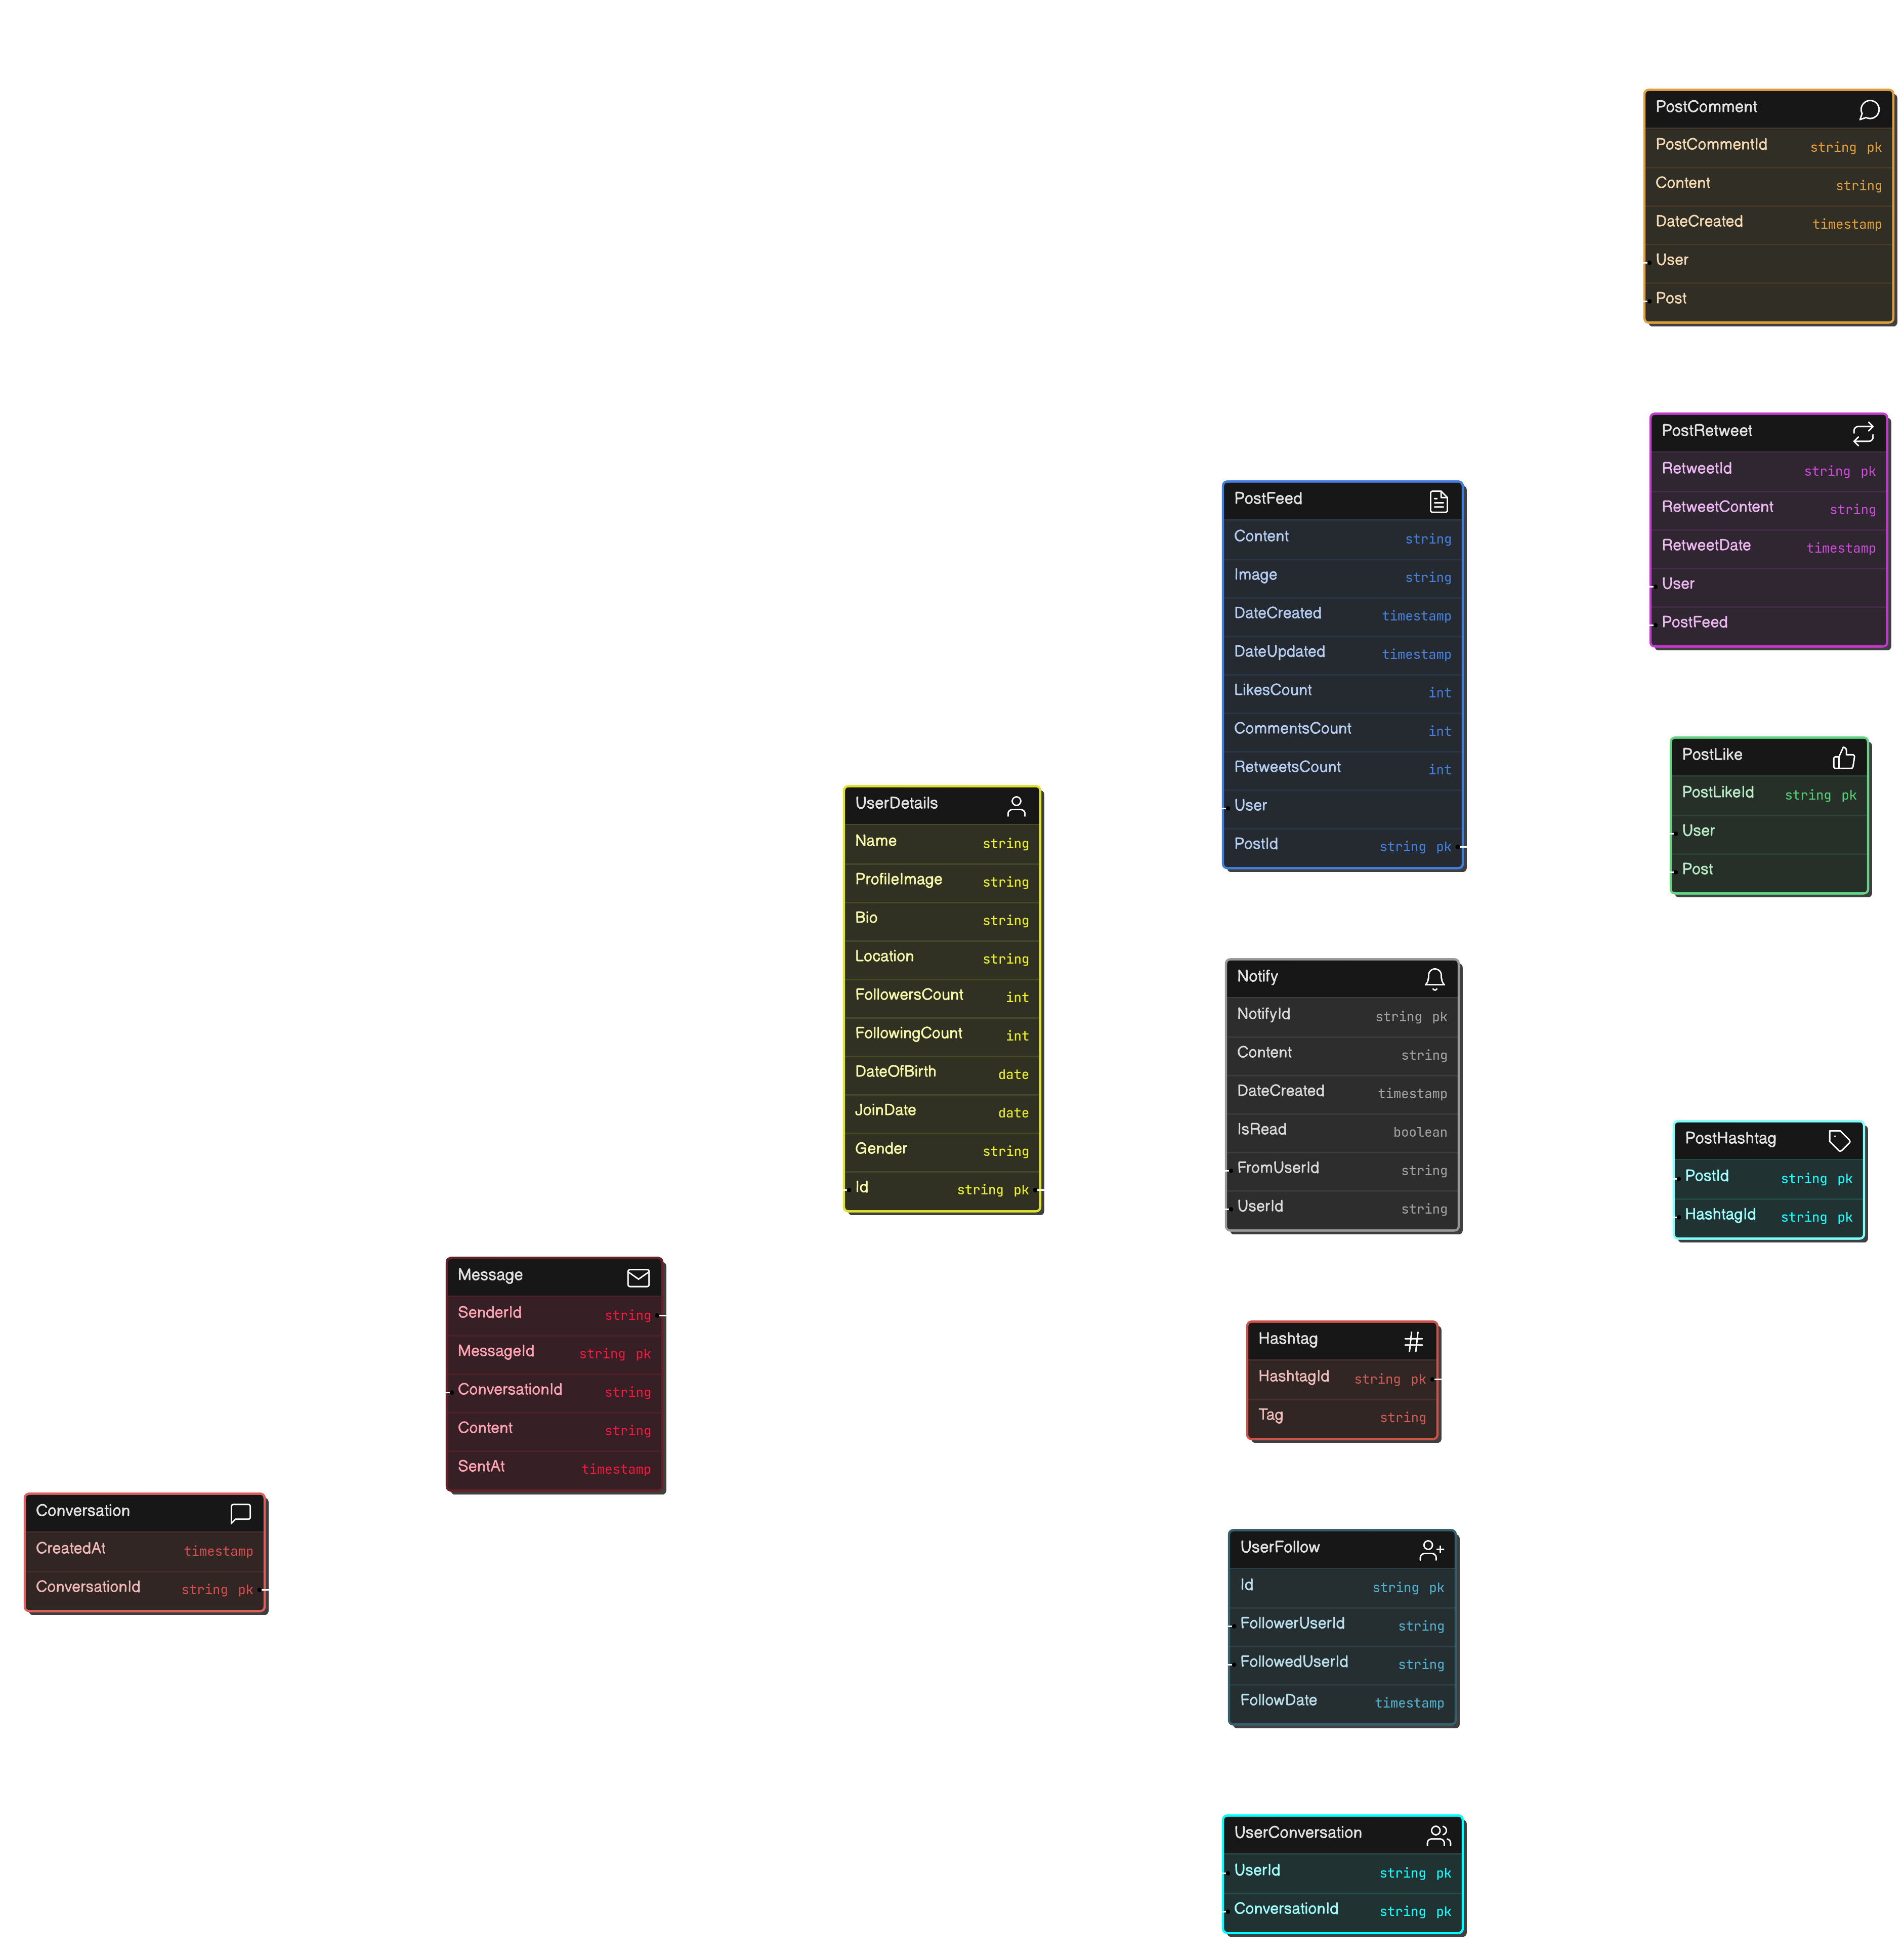 PostComment
PostCommentId string pk
Content string
DateCreated timestamp
User
Post
PostRetweet
RetweetId string pk
RetweetContent string
RetweetDate timestamp
User
PostFeed
PostFeed
Content string
Image string
DateCreated timestamp
DateUpdated timestamp
LikesCount int
CommentsCount int
RetweetsCount int
User
PostId string pk
PostLike
PostLikeId string pk
User
Post
UserDetails
Name string
ProfileImage string
Bio string
Location string
FollowersCount int
FollowingCount int
DateOfBirth date
JoinDate date
Gender string
Id string pk
Notify
NotifyId string pk
Content string
DateCreated timestamp
IsRead boolean
FromUserId string
UserId string
PostHashtag
PostId string pk
HashtagId string pk
Message
SenderId string
MessageId string pk
ConversationId string
Content string
SentAt timestamp
Hashtag
HashtagId string pk
Tag string
Conversation
CreatedAt timestamp
ConversationId string pk
UserFollow
Id string pk
FollowerUserId string
FollowedUserId string
FollowDate timestamp
UserConversation
UserId string pk
ConversationId string pk